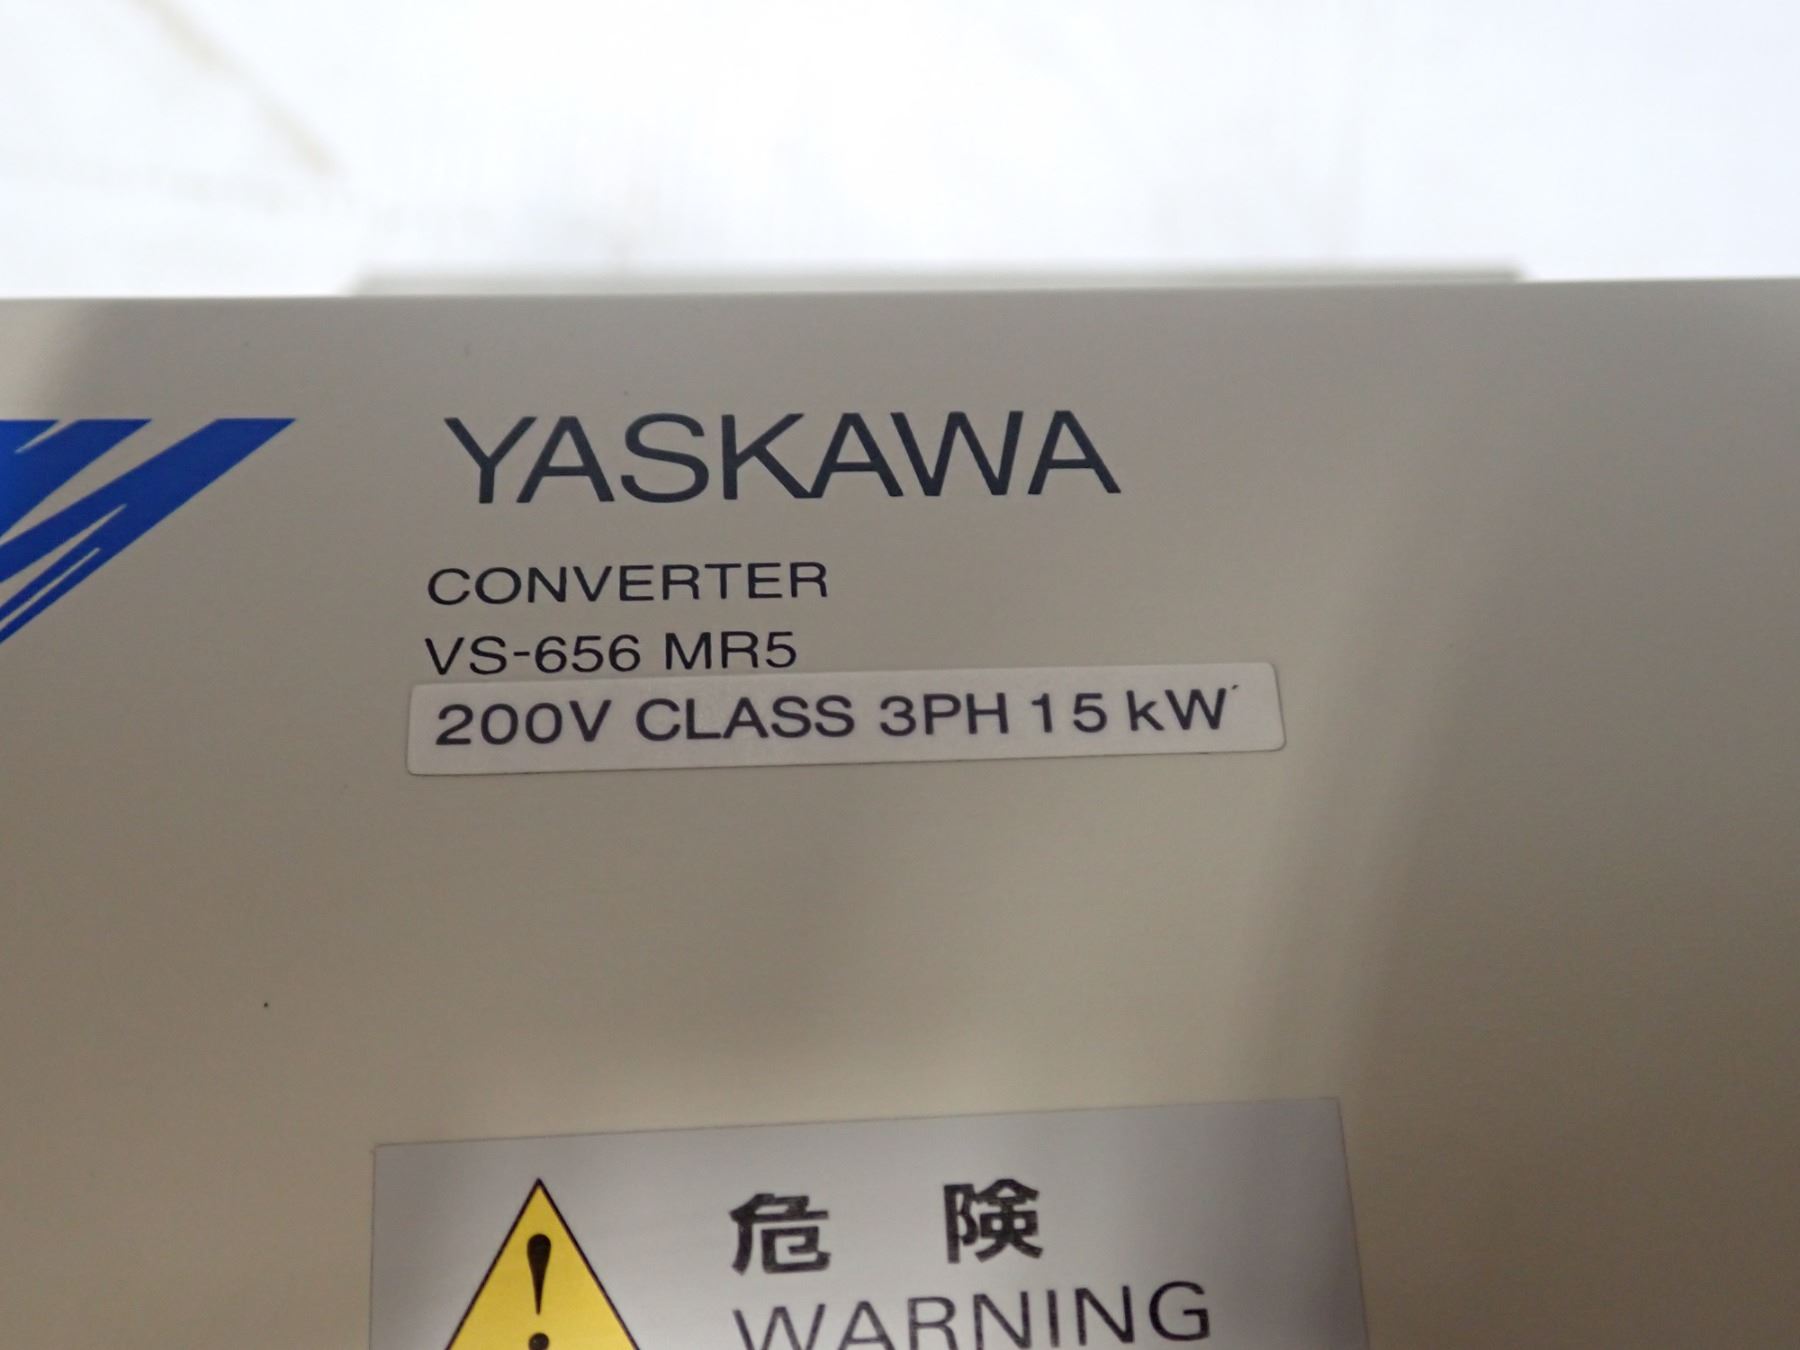 YASKAWA
CONVERTER
VS-656 MR5
200V CLASS 3PH 15 kW
危 険
WARNING